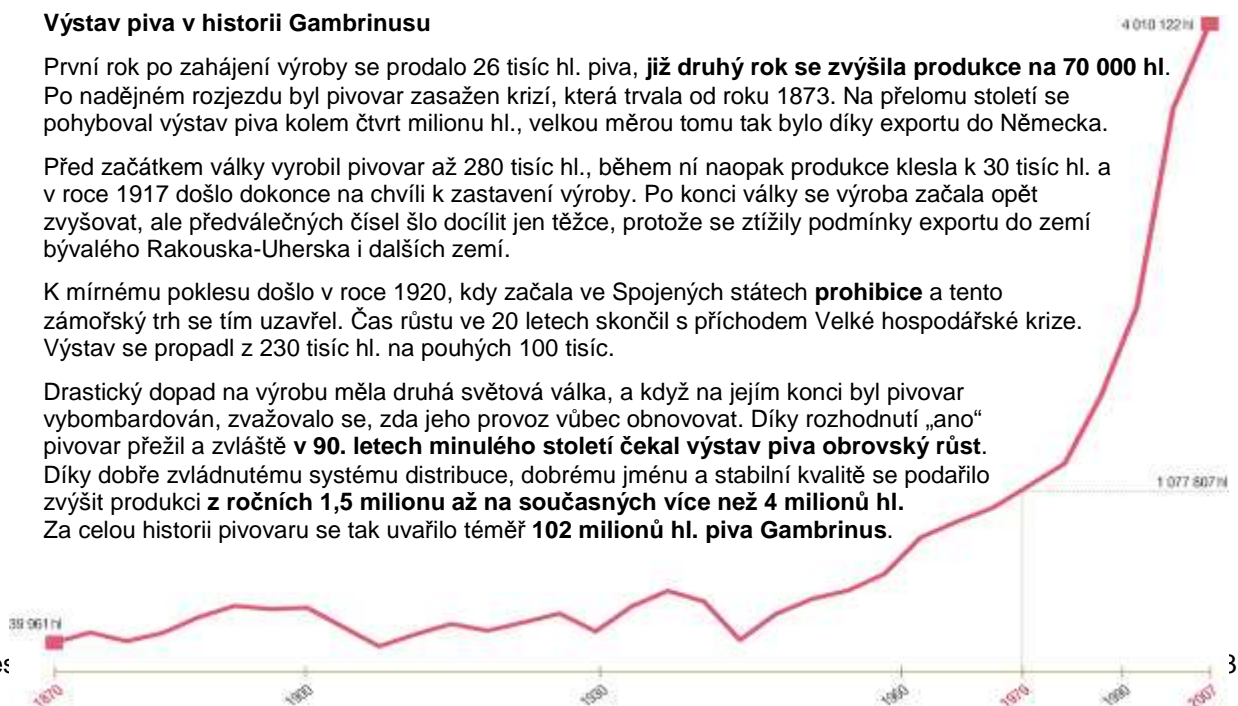 Výstav piva v historii Gambrinusu
4 010 122 hl
První rok po zahájení výroby se prodalo 26 tisíc hl. piva, již druhý rok se zvýšila produkce na 70 000 hl.
Po nadějném rozjezdu byl pivovar zasažen krizí, která trvala od roku 1873. Na přelomu století se
pohyboval výstav piva kolem čtvrt milionu hl., velkou měrou tomu tak bylo díky exportu do Německa.
Před začátkem války vyrobil pivovar až 280 tisíc hl., během ní naopak produkce klesla k 30 tisíc hl. a
v roce 1917 došlo dokonce na chvíli k zastavení výroby. Po konci války se výroba začala opět
zvyšovat, ale předválečných čísel šlo docílit jen těžce, protože se ztížily podmínky exportu do zemí
bývalého Rakouska-Uherska i dalších zemí.
K mírnému poklesu došlo v roce 1920, kdy začala ve Spojených státech prohibice a tento
zámořský trh se tím uzavřel. Čas růstu ve 20 letech skončil s příchodem Velké hospodářské krize.
Výstav se propadl z 230 tisíc hl. na pouhých 100 tisíc.
Drastický dopad na výrobu měla druhá světová válka, a když na jejím konci byl pivovar
vybombardován, zvažovalo se, zda jeho provoz vůbec obnovovat. Díky rozhodnutí „ano“
pivovar přežil a zvláště v 90. letech minulého století čekal výstav piva obrovský růst.
Díky dobře zvládnutému systému distribuce, dobrému jménu a stabilní kvalitě se podařilo
zvýšit produkci z ročních 1,5 milionu až na současných více než 4 milionů hl.
Za celou historii pivovaru se tak uvařilo téměř 102 milionů hl. piva Gambrinus.
1 077 807 hl
39 961 hl
1870
1900
1930
1960
1970
1990
2007